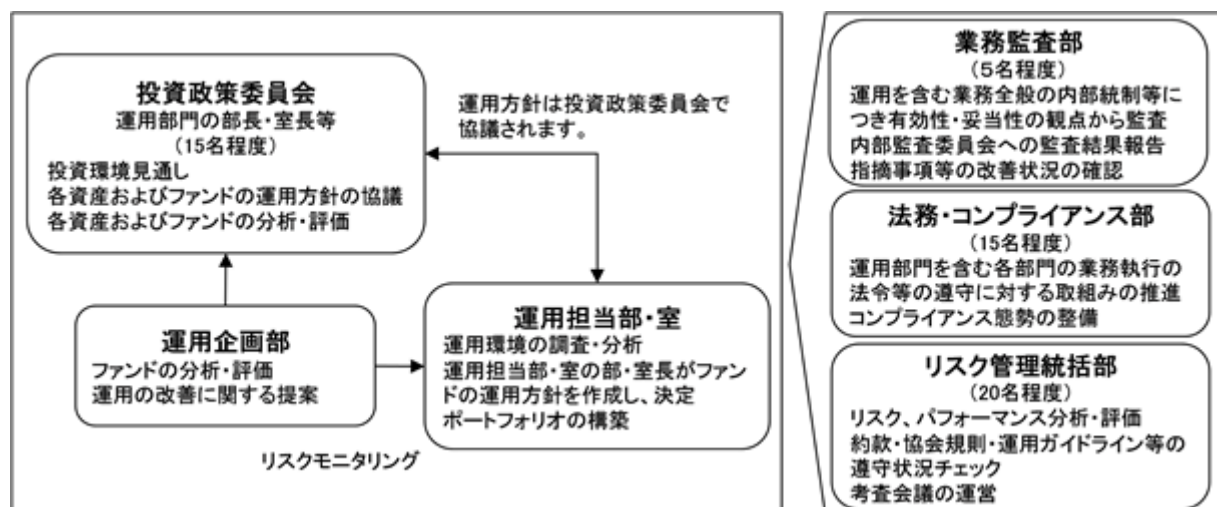 投資政策委員会
運用部門の部長・室長等
(15名程度)
投資環境見通し
各資産およびファンドの運用方針の協議
各資産およびファンドの分析・評価
運用方針は投資政策委員会で
協議されます。
運用企画部
ファンドの分析・評価
運用の改善に関する提案
運用担当部・室
運用環境の調査・分析
運用担当部・室の部・室長がファン
ドの運用方針を作成し、決定
ポートフォリオの構築
リスクモニタリング
業務監査部
(5名程度)
運用を含む業務全般の内部統制等に
つき有効性・妥当性の観点から監査
内部監査委員会への監査結果報告
指摘事項等の改善状況の確認
法務・コンプライアンス部
(15名程度)
運用部門を含む各部門の業務執行の
法令等の遵守に対する取組みの推進
コンプライアンス態勢の整備
リスク管理統括部
(20名程度)
リスク、パフォーマンス分析・評価
約款・協会規則・運用ガイドライン等の
遵守状況チェック
考査会議の運営